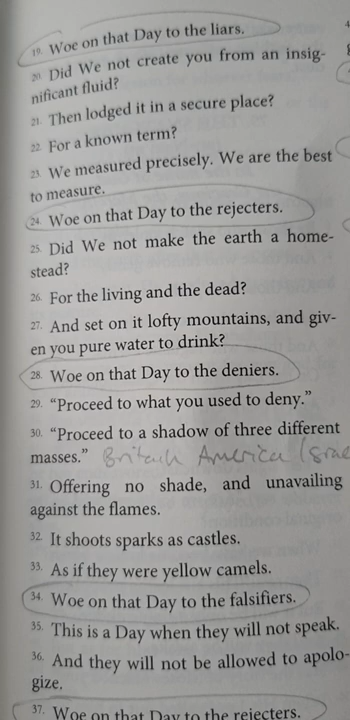 19. Woe on that Day to the liars.
20. Did We not create you from an insig-
nificant fluid?
21. Then lodged it in a secure place?
22. For a known term?
23. We measured precisely. We are the best
to measure.
24. Woe on that Day to the rejecters.
25. Did We not make the earth a home-
stead?
26. For the living and the dead?
27. And set on it lofty mountains, and giv-
en you pure water to drink?
28. Woe on that Day to the deniers.
29. “Proceed to what you used to deny.”
30. “Proceed to a shadow of three different
masses.” America
31. Offering no shade, and unavailing
against the flames.
32. It shoots sparks as castles.
33. As if they were yellow camels.
34. Woe on that Day to the falsifiers.
35. This is a Day when they will not speak.
36. And they will not be allowed to apolo-
gize.
37. Woe on that Day to the rejecters.